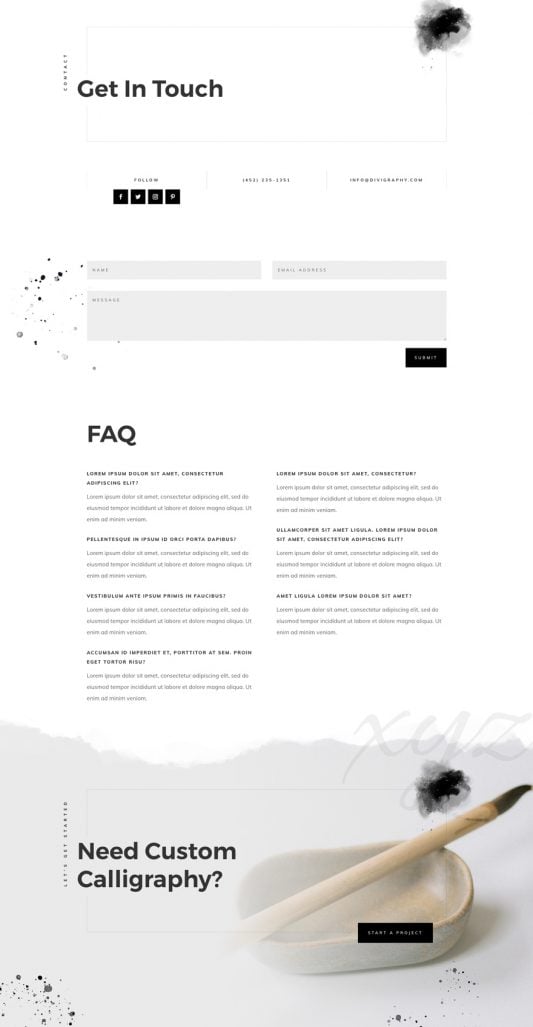 CONTACT
Get In Touch
FOLLOW
(452) 235-1351
INFO@DIVIGRAPHY.COM
NAME
EMAIL ADDRESS
MESSAGE
SUBMIT
FAQ
LOREM IPSUM DOLOR SIT AMET, CONSECTETUR
ADIPISCING ELIT?
Lorem ipsum dolor sit amet, consectetur adipiscing elit, sed do
eiusmod tempor incididunt ut labore et dolore magna aliqua. Ut
enim ad minim veniam.
PELLENTESQUE IN IPSUM ID ORCI PORTA DAPIBUS?
Lorem ipsum dolor sit amet, consectetur adipiscing elit, sed do
eiusmod tempor incididunt ut labore et dolore magna aliqua. Ut
enim ad minim veniam.
VESTIBULUM ANTE IPSUM PRIMIS IN FAUCIBUS?
Lorem ipsum dolor sit amet, consectetur adipiscing elit, sed do
eiusmod tempor incididunt ut labore et dolore magna aliqua. Ut
enim ad minim veniam.
ACCUMSAN ID IMPERDIET ET, PORTTITOR AT SEM. PROIN
EGET TORTOR RISU?
Lorem ipsum dolor sit amet, consectetur adipiscing elit, sed do
eiusmod tempor incididunt ut labore et dolore magna aliqua. Ut
enim ad minim veniam.
LOREM IPSUM DOLOR SIT AMET, CONSECTETUR?
Lorem ipsum dolor sit amet, consectetur adipiscing elit, sed do
eiusmod tempor incididunt ut labore et dolore magna aliqua. Ut
enim ad minim veniam.
ULLAMCORPER SIT AMET LIGULA. LOREM IPSUM DOLOR
SIT AMET, CONSECTETUR ADIPISCING ELIT?
Lorem ipsum dolor sit amet, consectetur adipiscing elit, sed do
eiusmod tempor incididunt ut labore et dolore magna aliqua. Ut
enim ad minim veniam.
AMET LIGULA LOREM IPSUM DOLOR SIT AMET?
Lorem ipsum dolor sit amet, consectetur adipiscing elit, sed do
eiusmod tempor incididunt ut labore et dolore magna aliqua. Ut
enim ad minim veniam.
xyz
LET'S GET STARTED
Need Custom
Calligraphy?
START A PROJECT